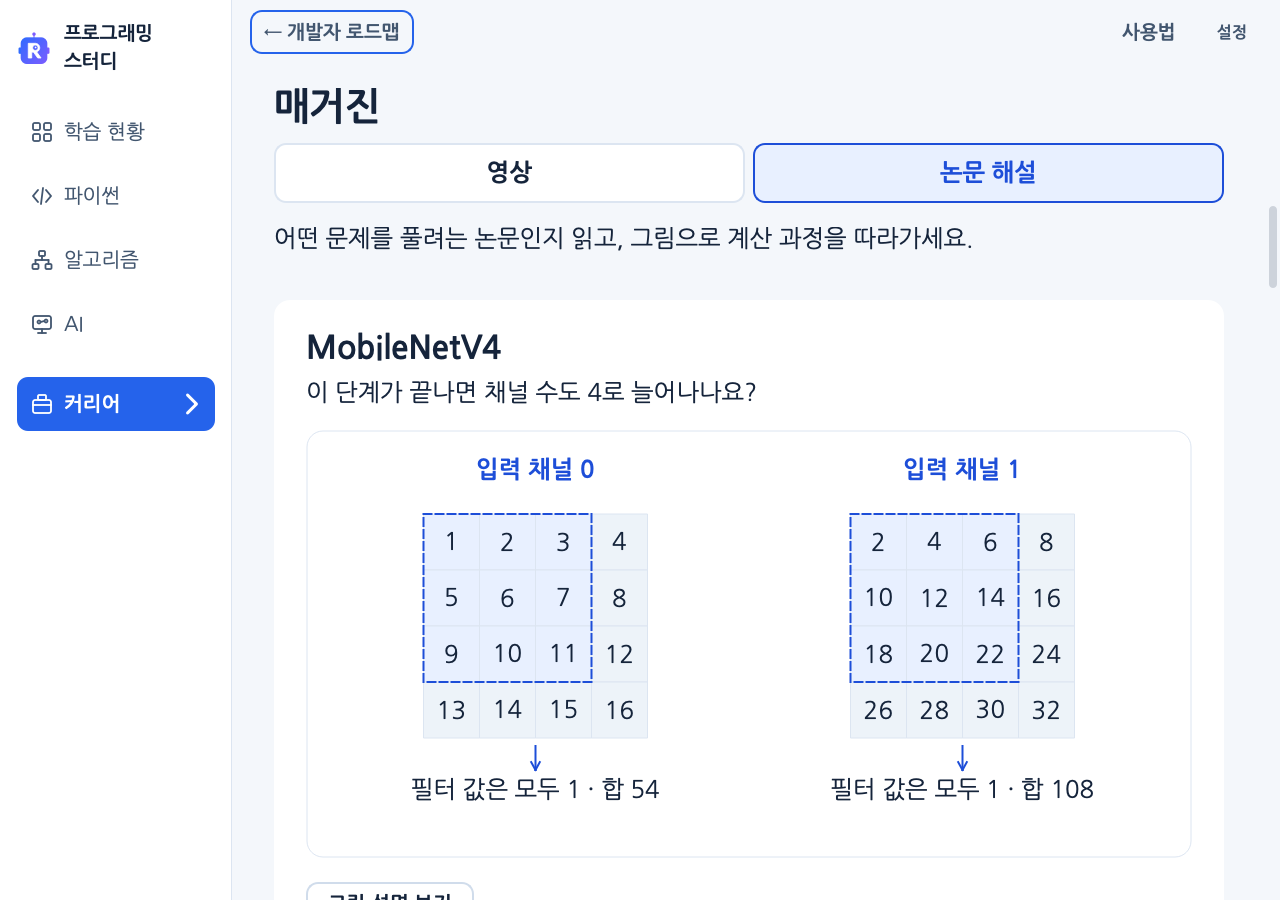 프로그래밍
스터디
학습 현황
파이썬
알고리즘
AI
커리어
← 개발자 로드맵
사용법
설정
매거진
영상
논문 해설
어떤 문제를 풀려는 논문인지 읽고, 그림으로 계산 과정을 따라가세요.
MobileNetV4
이 단계가 끝나면 채널 수도 4로 늘어나나요?
입력 채널 0
1 2 3 4
5 6 7 8
9 10 11 12
13 14 15 16
필터 값은 모두 1 · 합 54
입력 채널 1
2 4 6 8
10 12 14 16
18 20 22 24
26 28 30 32
필터 값은 모두 1 · 합 108